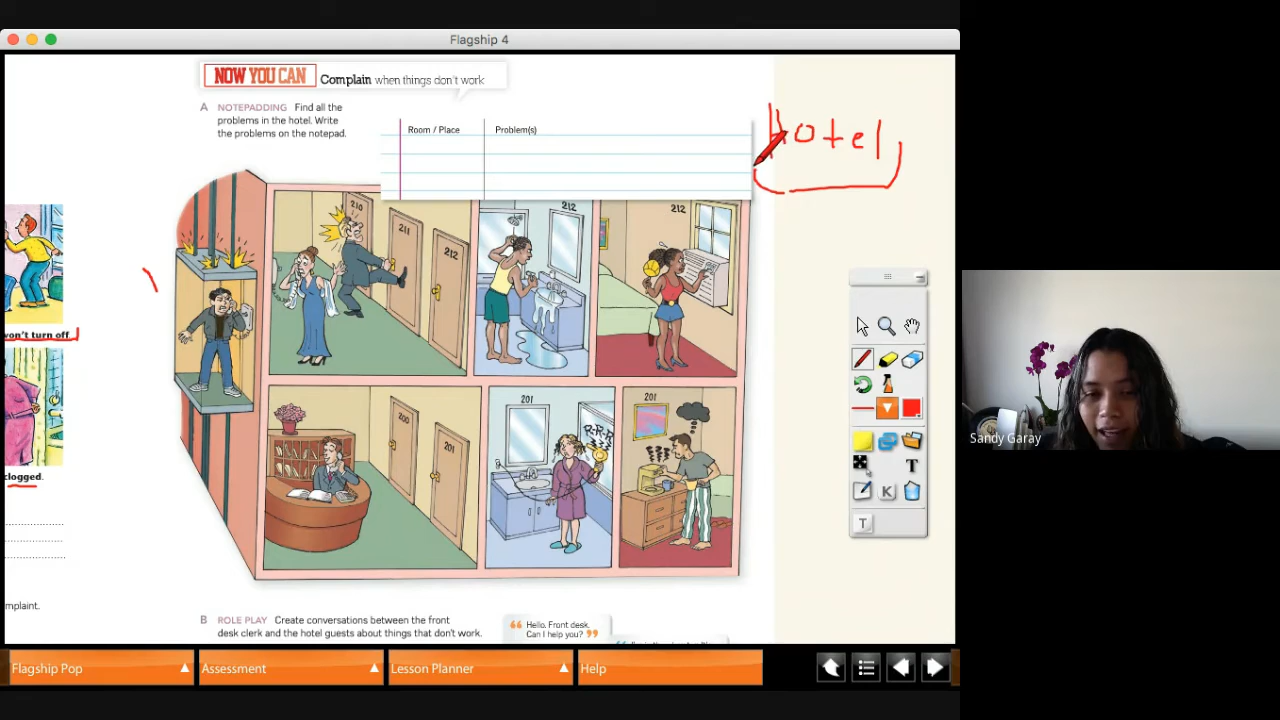 Flagship 4
NOW YOU CAN Complain when things don't work
A NOTEPADDING Find all the
problems in the hotel. Write
the problems on the notepad.
Room / Place Problem(s)
hotel
210
211
212
212
212
won't turn off.
clogged.
200
201
201
R-R-R
201
mplaint.
B ROLE PLAY Create conversations between the front
desk clerk and the hotel guests about things that don't work.
“ Hello. Front desk.
Can I help you? ”
Sandy Garay
T
K
T
Flagship Pop
Assessment
Lesson Planner
Help